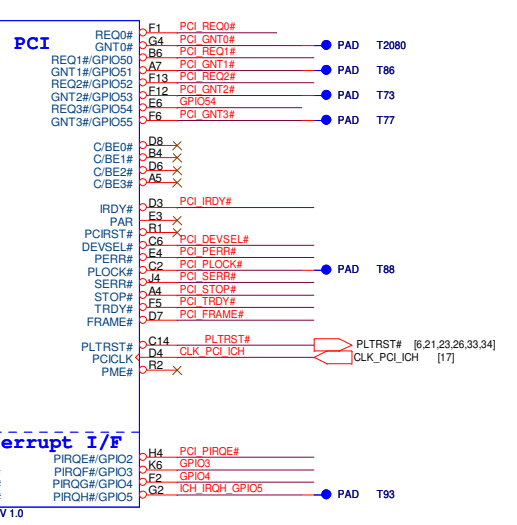 PCI
REQ0# F1 PCI_REQ0#
GNT0# G4 PCI_GNT0# PAD T2080
REQ1#/GPIO50 B6 PCI_REQ1#
GNT1#/GPIO51 A7 PCI_GNT1# PAD T86
REQ2#/GPIO52 F13 PCI_REQ2#
GNT2#/GPIO53 F12 PCI_GNT2# PAD T73
REQ3#/GPIO54 E6 GPIO54
GNT3#/GPIO55 F6 PCI_GNT3# PAD T77
C/BE0# D8
C/BE1# B4
C/BE2# D6
C/BE3# A5
IRDY# D3 PCI_IRDY#
PAR E3
PCIRST# R1
DEVSEL# C6 PCI_DEVSEL#
PERR# E4 PCI_PERR#
PLOCK# C2 PCI_PLOCK# PAD T88
SERR# J4 PCI_SERR#
STOP# A4 PCI_STOP#
TRDY# F5 PCI_TRDY#
FRAME# D7 PCI_FRAME#
PLTRST# C14 PLTRST# PLTRST# [6,21,23,26,33,34]
PCICLK D4 CLK_PCI_ICH CLK_PCI_ICH [17]
PME# R2
errupt I/F
PIRQE#/GPIO2 H4 PCI_PIRQE#
PIRQF#/GPIO3 K6 GPIO3
PIRQG#/GPIO4 F2 GPIO4
PIRQH#/GPIO5 G2 ICH_IRQH_GPIO5 PAD T93
V 1.0